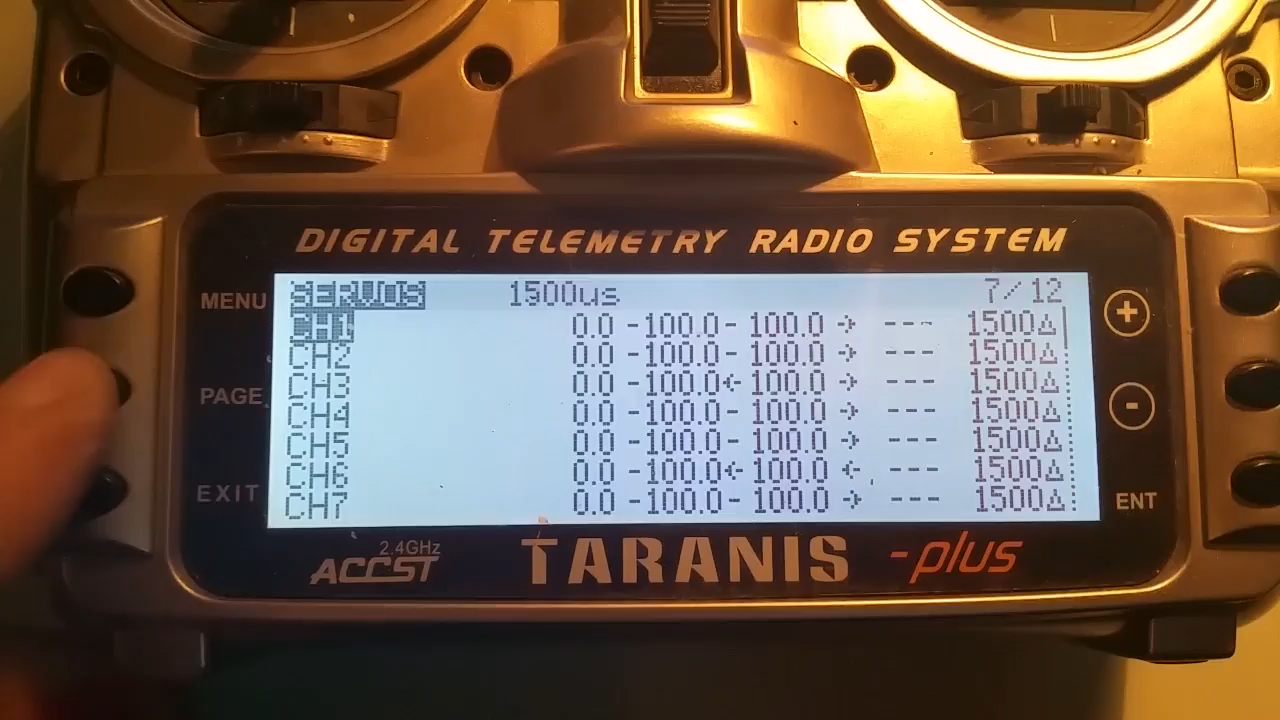 DIGITAL TELEMETRY RADIO SYSTEM
SERVOS 1500us 7/12
CH1 0.0 -100.0- 100.0 → --- 1500△
CH2 0.0 -100.0- 100.0 → --- 1500△
CH3 0.0 -100.0← 100.0 → --- 1500△
CH4 0.0 -100.0- 100.0 → --- 1500△
CH5 0.0 -100.0- 100.0 → --- 1500△
CH6 0.0 -100.0← 100.0 ← --- 1500△
CH7 0.0 -100.0- 100.0 → --- 1500△
MENU
PAGE
EXIT
+
-
ENT
2.4GHz
ACCST
TARANIS -plus